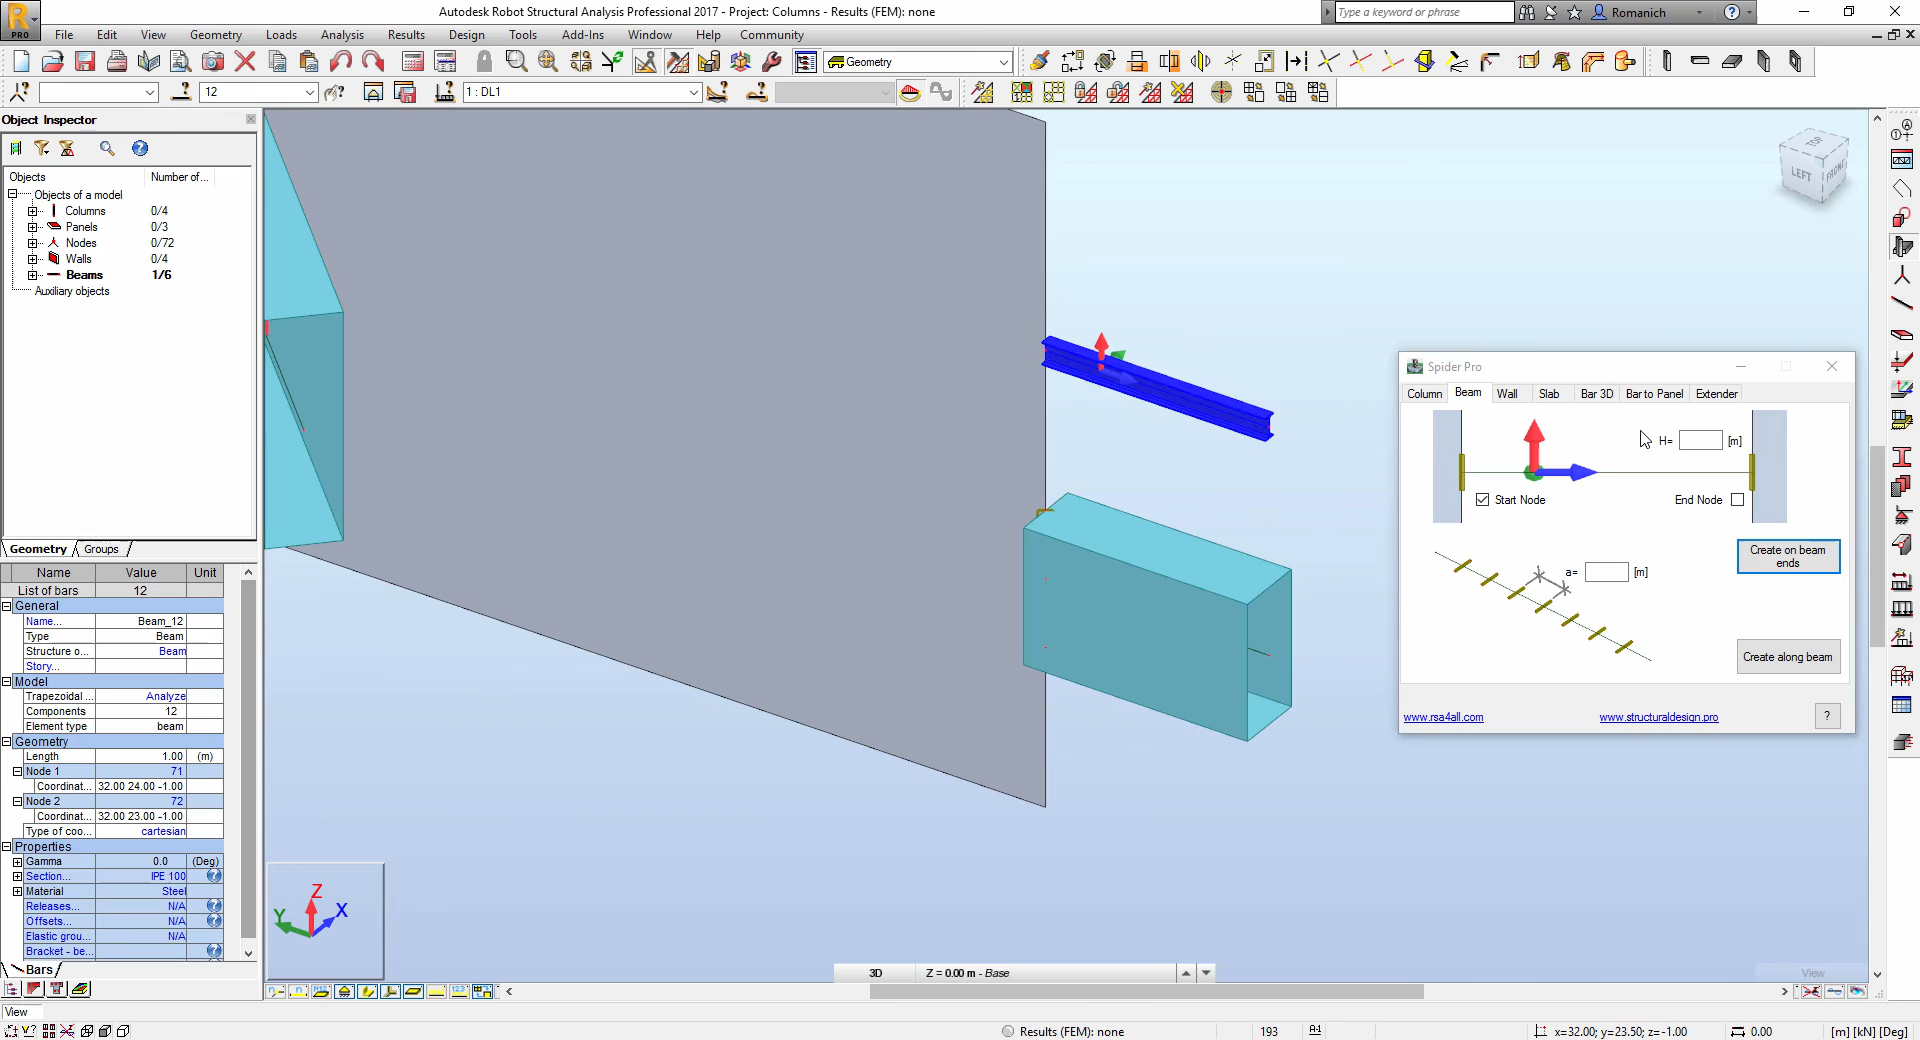 Autodesk Robot Structural Analysis Professional 2017 - Project: Columns - Results (FEM): none
Type a keyword or phrase
Romanich
PRO
File Edit View Geometry Loads Analysis Results Design Tools Add-Ins Window Help Community
Geometry
12
1 : DL1
Object Inspector
Objects Number of...
Objects of a model
Columns 0/4
Panels 0/3
Nodes 0/72
Walls 0/4
Beams 1/6
Auxiliary objects
Geometry Groups
Name Value Unit
List of bars 12
General
Name... Beam_12
Type Beam
Structure o... Beam
Story...
Model
Trapezoidal ... Analyze
Components 12
Element type beam
Geometry
Length 1.00 (m)
Node 1 71
Coordinat... 32.00 24.00 -1.00
Node 2 72
Coordinat... 32.00 23.00 -1.00
Type of coo... cartesian
Properties
Gamma 0.0 (Deg)
Section... IPE 100
Material Steel
Releases... N/A
Offsets... N/A
Elastic grou... N/A
Bracket - be...
Bars
TOP
LEFT
FRONT
Spider Pro
Column Beam Wall Slab Bar 3D Bar to Panel Extender
H= [m]
Start Node
End Node
Create on beam ends
a= [m]
Create along beam
www.rsa4all.com
www.structuraldesign.pro
?
Z
Y
X
3D
Z = 0.00 m - Base
View
View
Results (FEM): none
193
x=32.00; y=23.50; z=-1.00
0.00
[m] [kN] [Deg]